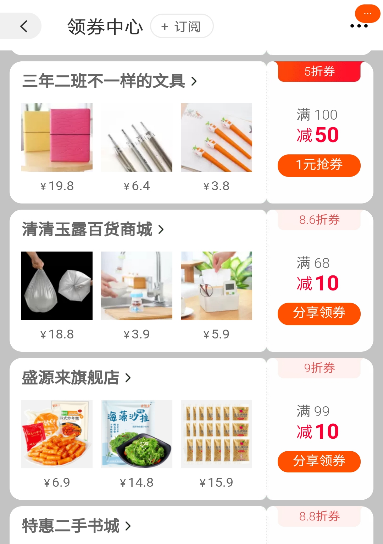 领券中心
+ 订阅
三年二班不一样的文具
5折券
满 100
减50
1元抢券
¥19.8
¥6.4
¥3.8
清清玉露百货商城
8.6折券
满 68
减10
分享领券
¥18.8
¥3.9
¥5.9
盛源来旗舰店
9折券
满 99
减10
分享领券
海藻沙拉
¥6.9
¥14.8
¥15.9
特惠二手书城
8.8折券